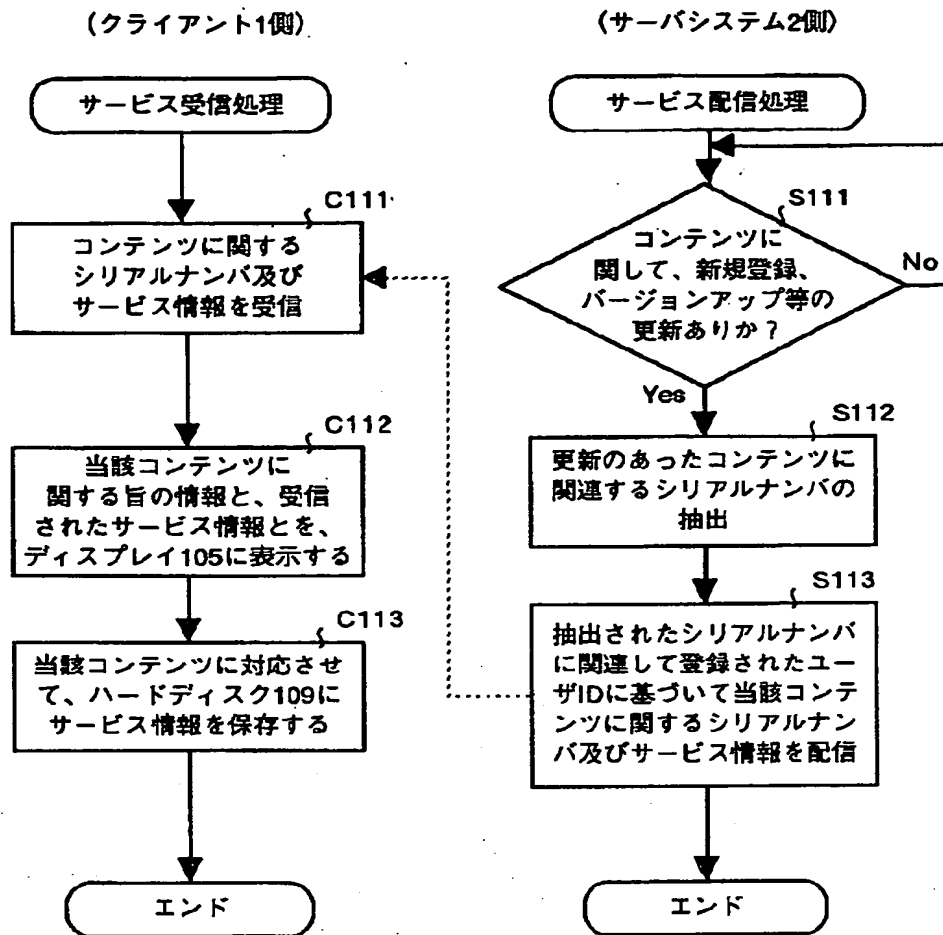 (クライアント1側)
サービス受信処理
C111
コンテンツに関する
シリアルナンバ及び
サービス情報を受信
C112
当該コンテンツに
関する旨の情報と、受信
されたサービス情報とを、
ディスプレイ105に表示する
C113
当該コンテンツに対応させ
て、ハードディスク109に
サービス情報を保存する
エンド
(サーバシステム2側)
サービス配信処理
S111
コンテンツに
関して、新規登録、
バージョンアップ等の
更新ありか?
No
Yes
S112
更新のあったコンテンツに
関連するシリアルナンバの
抽出
S113
抽出されたシリアルナンバ
に関連して登録されたユー
ザIDに基づいて当該コンテ
ンツに関するシリアルナン
バ及びサービス情報を配信
エンド